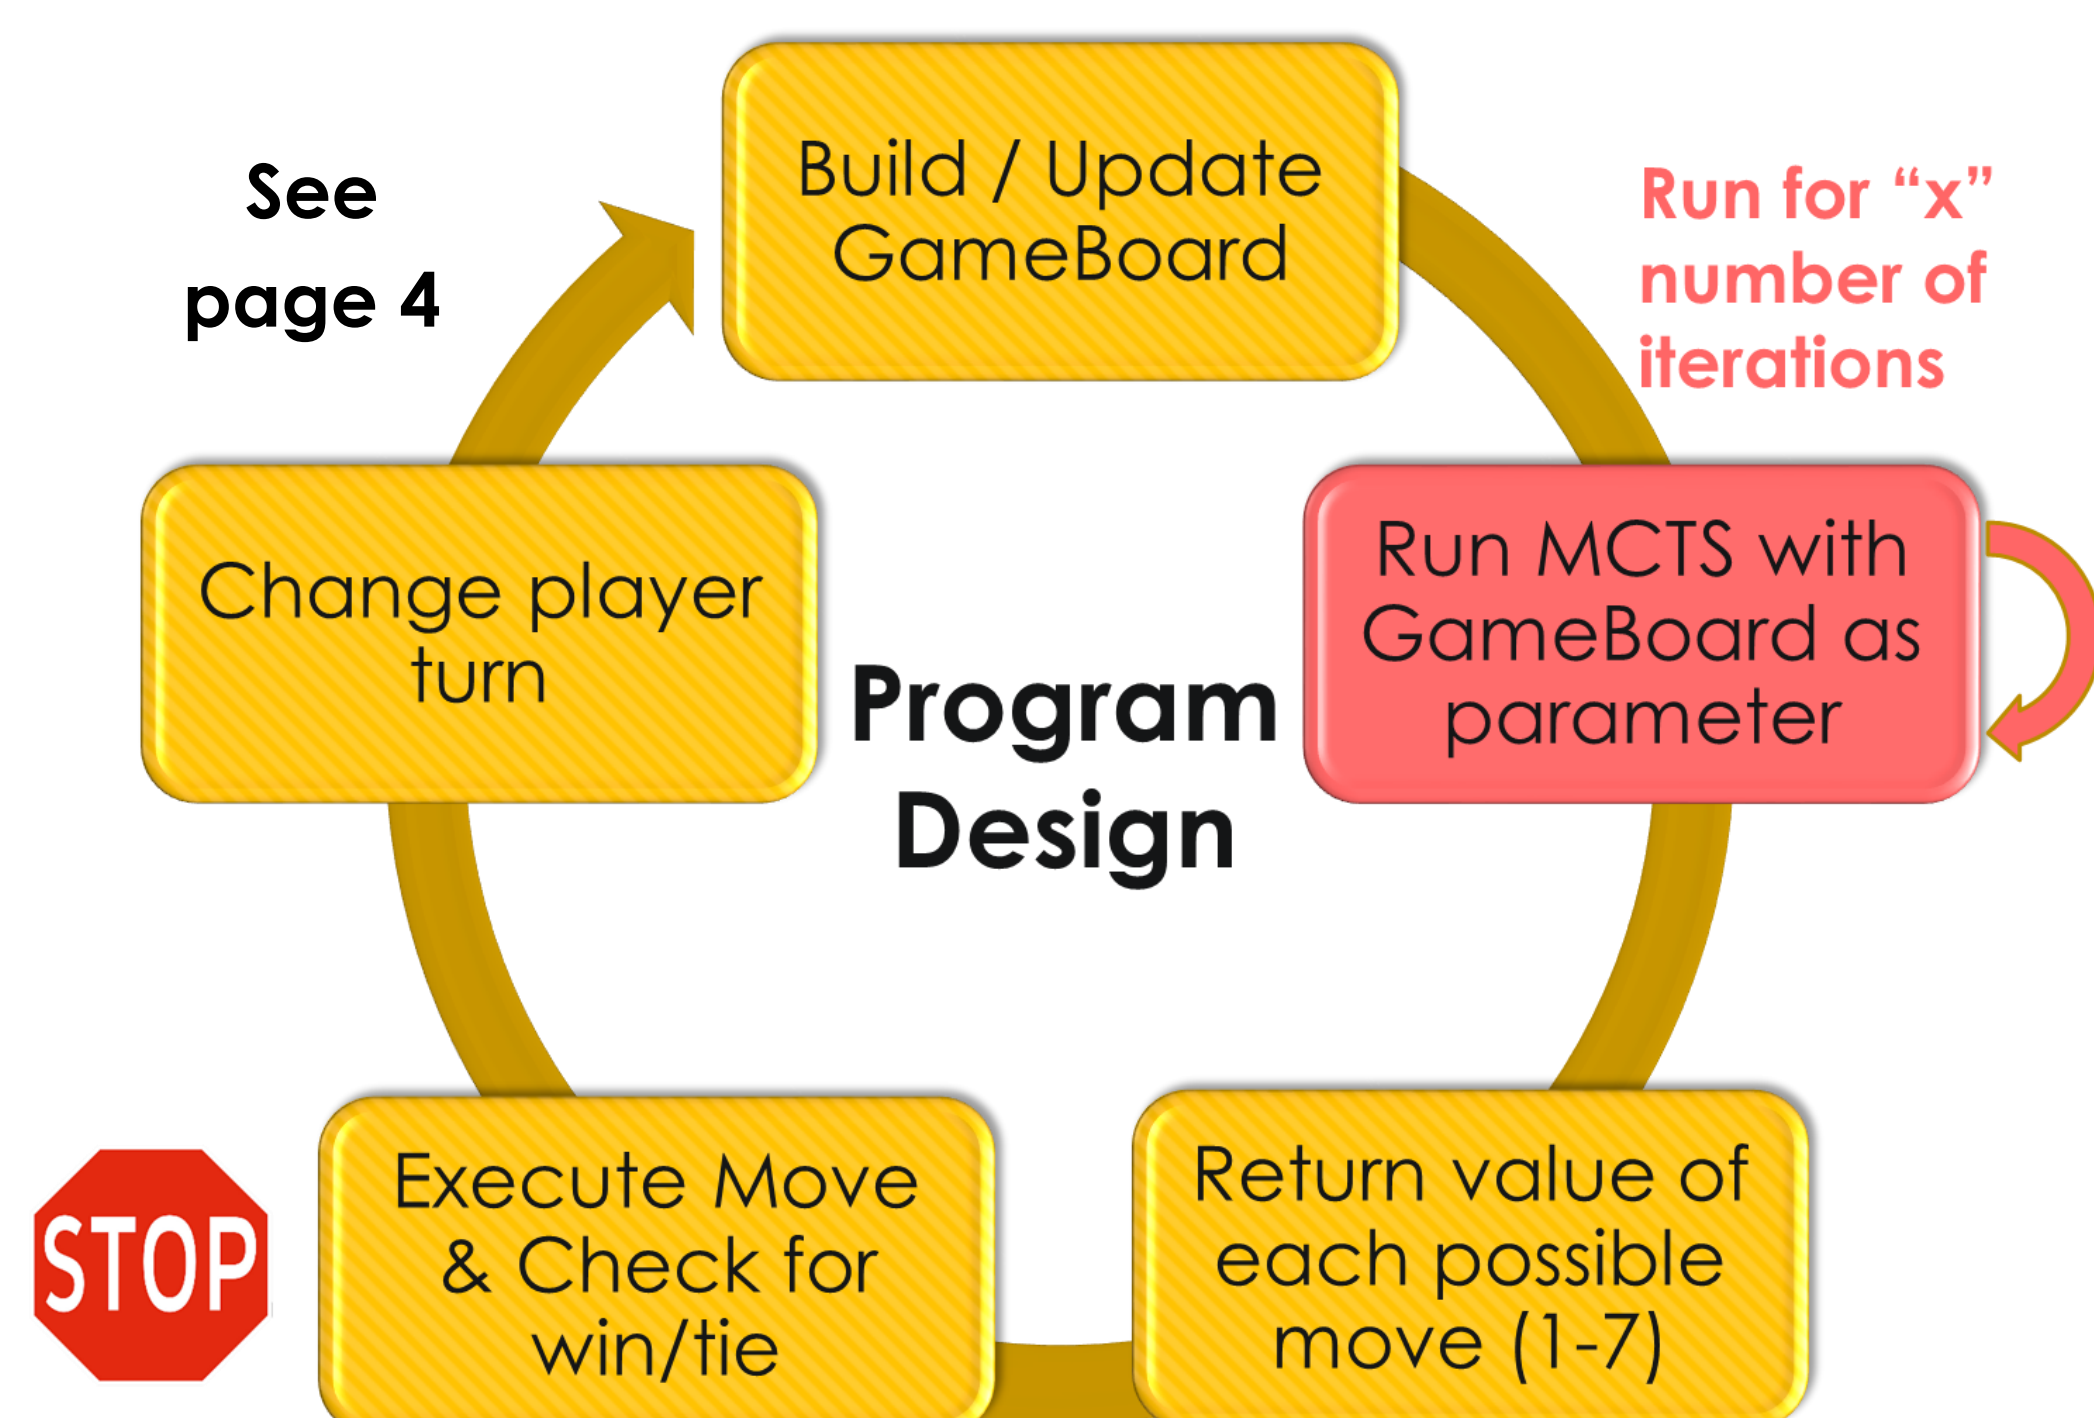 See
page 4
Build / Update
GameBoard
Run for “x”
number of
iterations
Change player
turn
Program
Design
Run MCTS with
GameBoard as
parameter
STOP
Execute Move
& Check for
win/tie
Return value of
each possible
move (1-7)